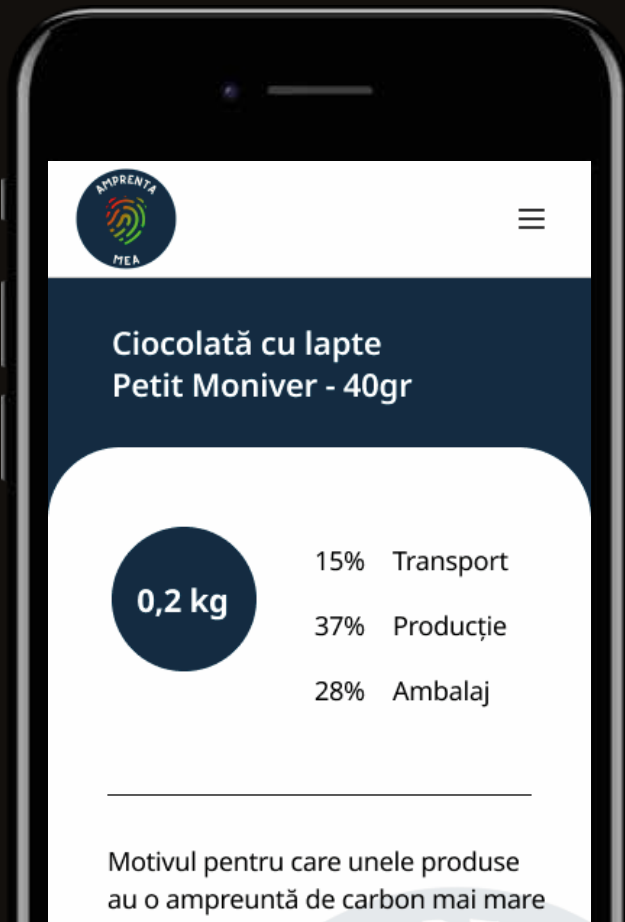 AMPRENTA
MEA
Ciocolată cu lapte
Petit Moniver - 40gr
0,2 kg
15% Transport
37% Producție
28% Ambalaj
Motivul pentru care unele produse
au o ampreuntă de carbon mai mare